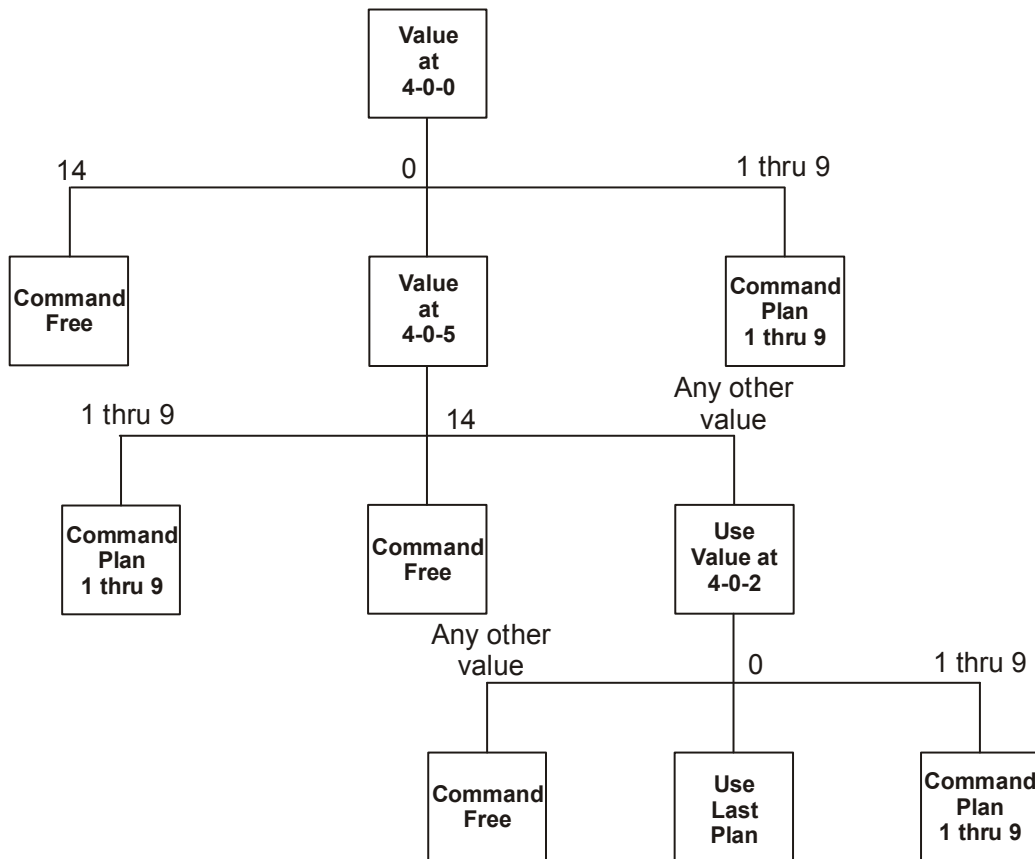 Value
at
4-0-0
14
0
1 thru 9
Command
Free
Value
at
4-0-5
Command
Plan
1 thru 9
1 thru 9
14
Any other
value
Command
Plan
1 thru 9
Command
Free
Use
Value at
4-0-2
Any other
value
0
1 thru 9
Command
Free
Use
Last
Plan
Command
Plan
1 thru 9